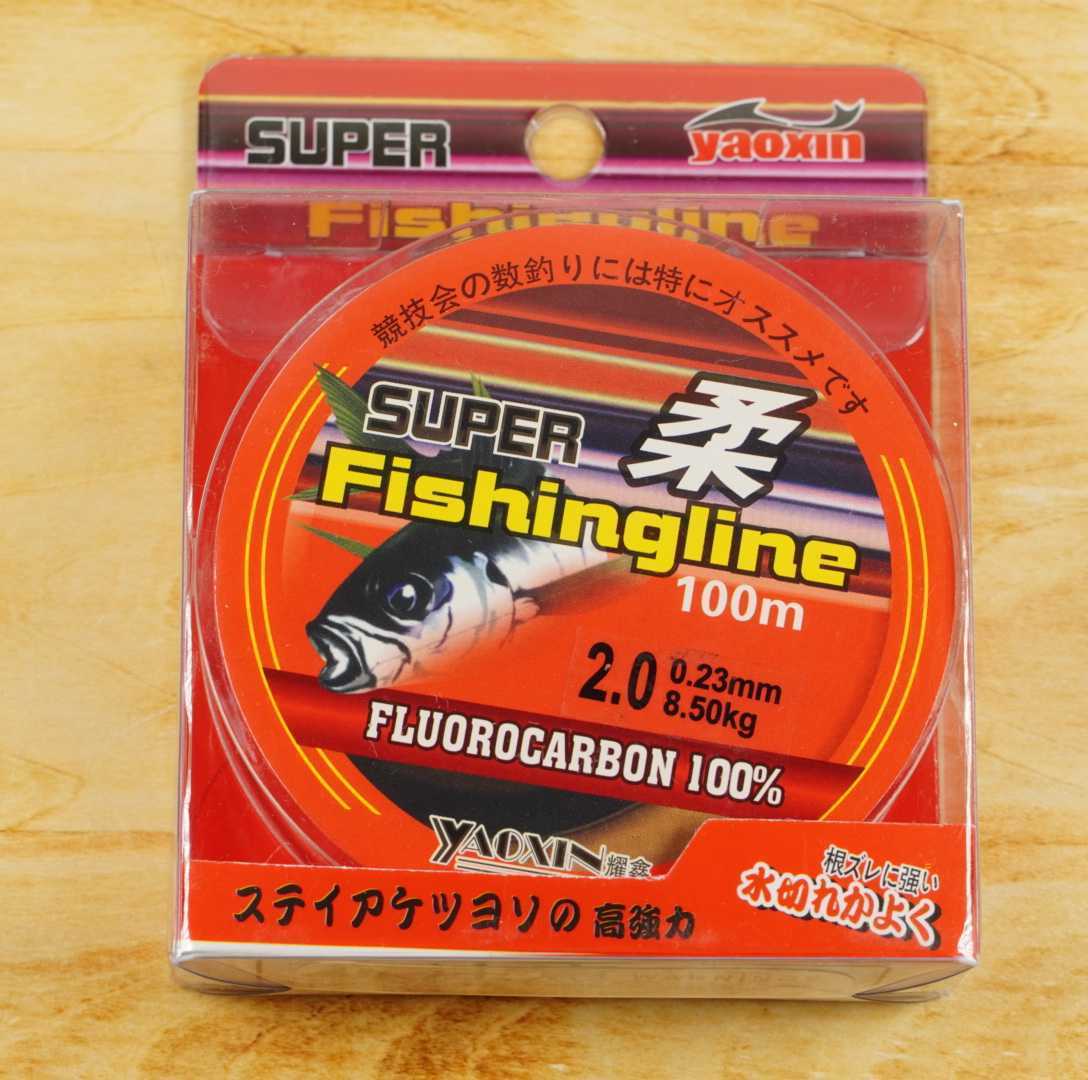 SUPER
yaoxin
Fishingline
競技会の数釣りには特にオススメです
SUPER
柔
Fishingline
100m
2.0
0.23mm
8.50kg
FLUOROCARBON 100%
YAOXIN
耀鑫
根ズレに強い
水切れがよく
ステイアケツヨソの 高強力